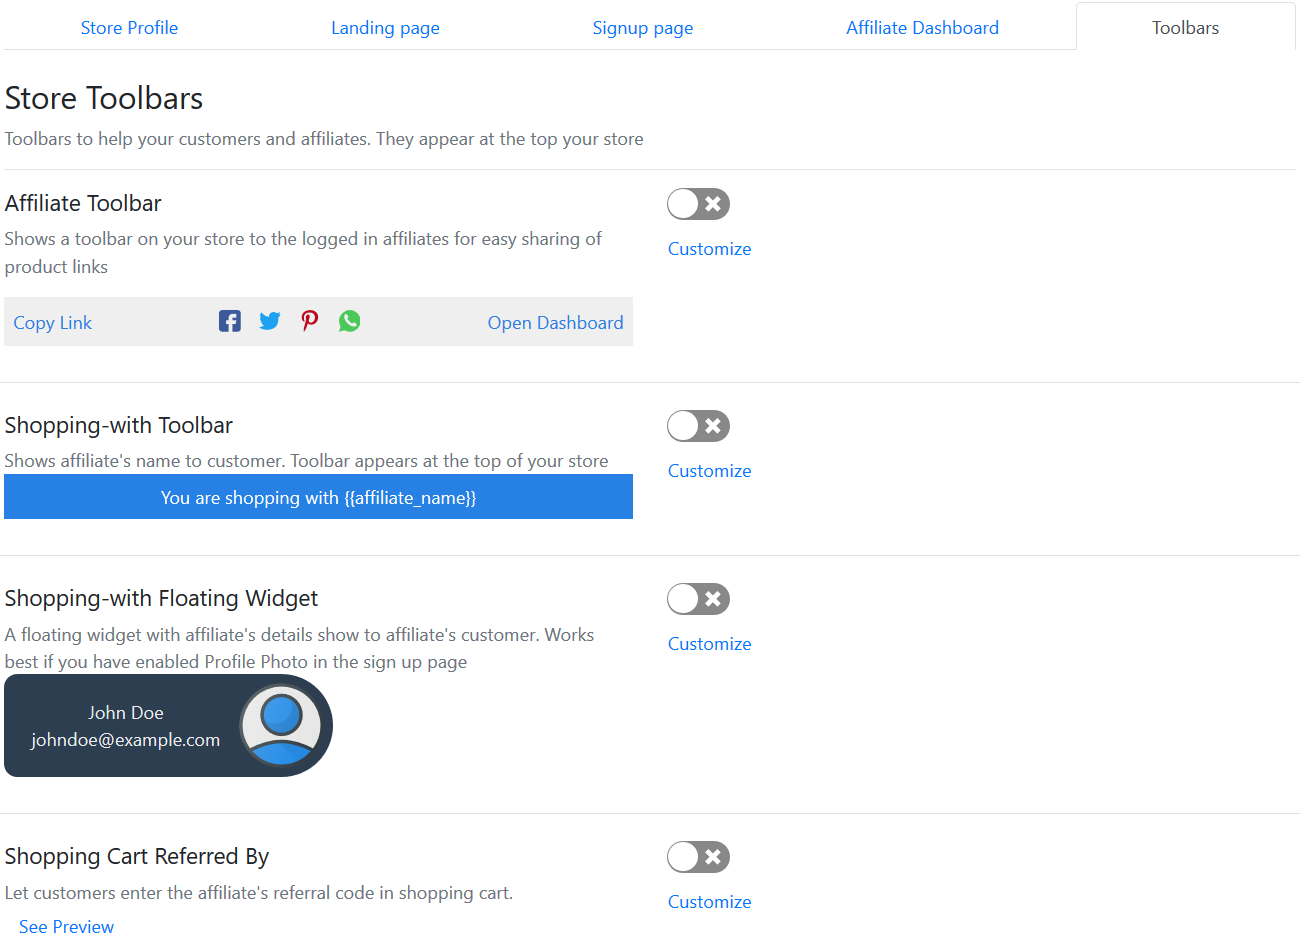 Store Profile
Landing page
Signup page
Affiliate Dashboard
Toolbars
Store Toolbars
Toolbars to help your customers and affiliates. They appear at the top your store
Affiliate Toolbar
Shows a toolbar on your store to the logged in affiliates for easy sharing of
product links
Customize
Copy Link
Open Dashboard
Shopping-with Toolbar
Shows affiliate's name to customer. Toolbar appears at the top of your store
Customize
You are shopping with {{affiliate_name}}
Shopping-with Floating Widget
A floating widget with affiliate's details show to affiliate's customer. Works
best if you have enabled Profile Photo in the sign up page
Customize
John Doe
johndoe@example.com
Shopping Cart Referred By
Let customers enter the affiliate's referral code in shopping cart.
Customize
See Preview